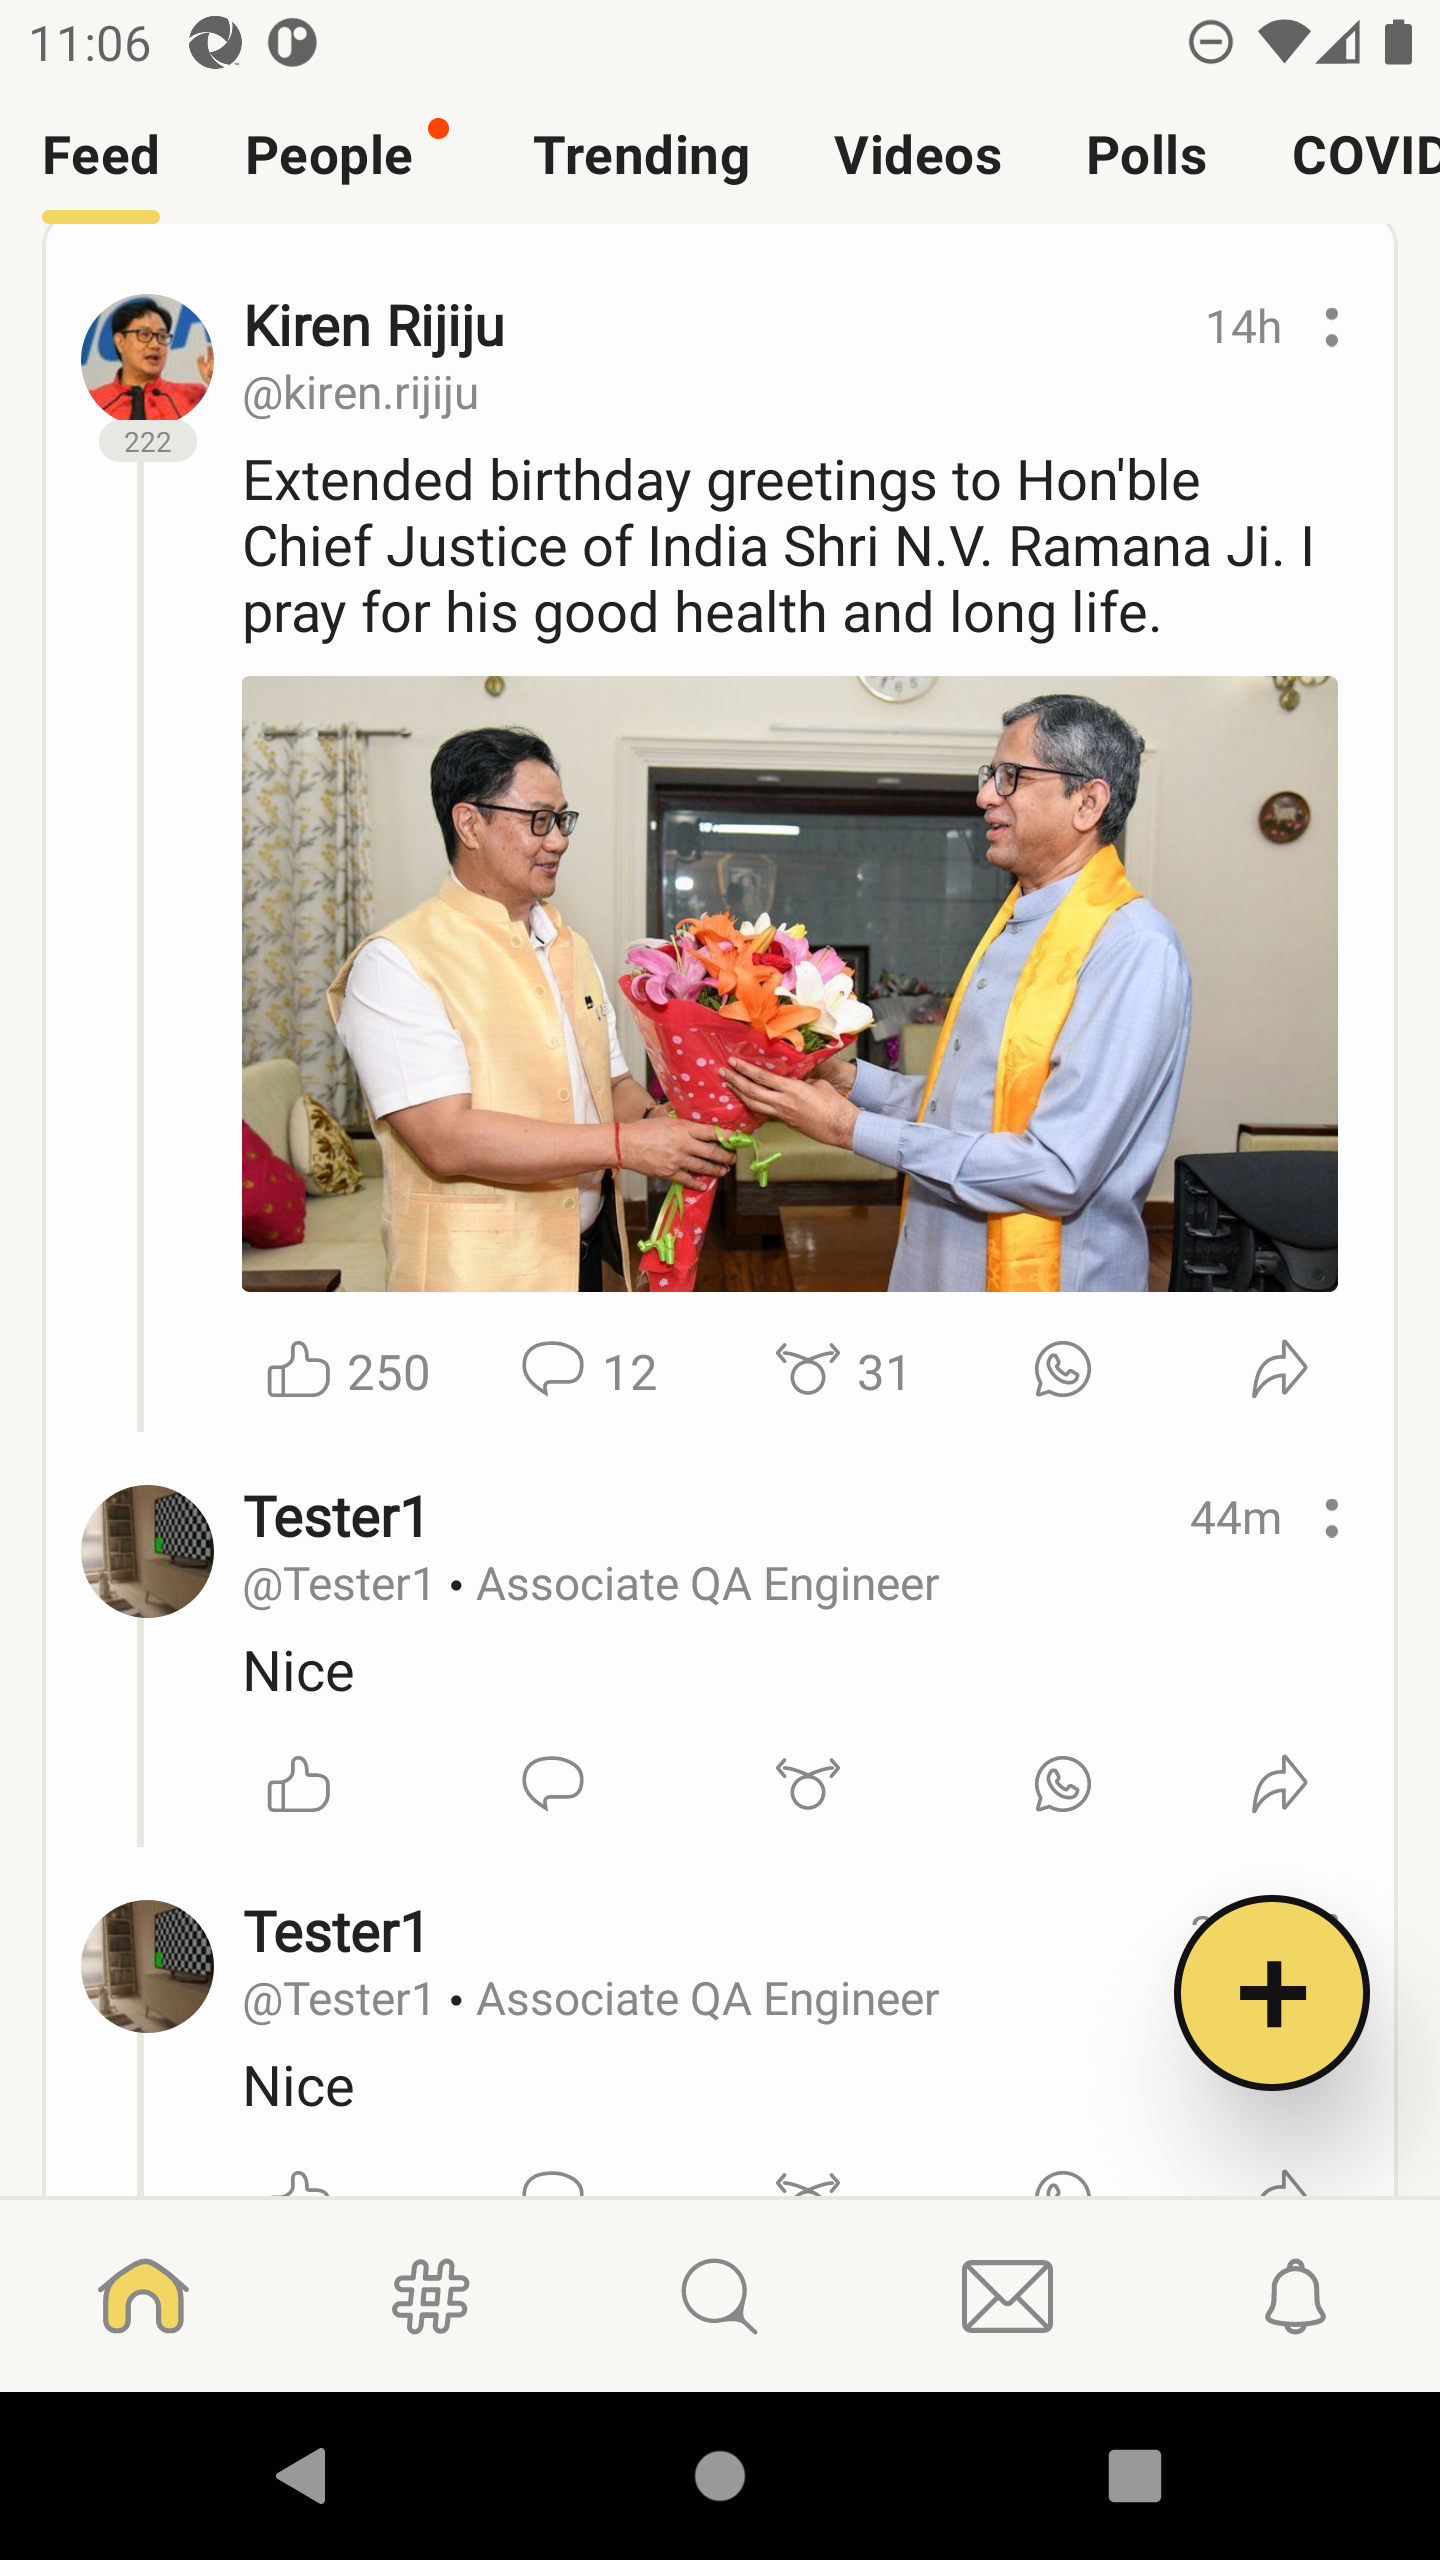 11:06
Feed People Trending Videos Polls COVID
Kiren Rijiju 14h
@kiren.rijiju
222
Extended birthday greetings to Hon'ble
Chief Justice of India Shri N.V. Ramana Ji. I
pray for his good health and long life.
250 12 31
Tester1 44m
@Tester1 • Associate QA Engineer
Nice
Tester1
@Tester1 • Associate QA Engineer
Nice